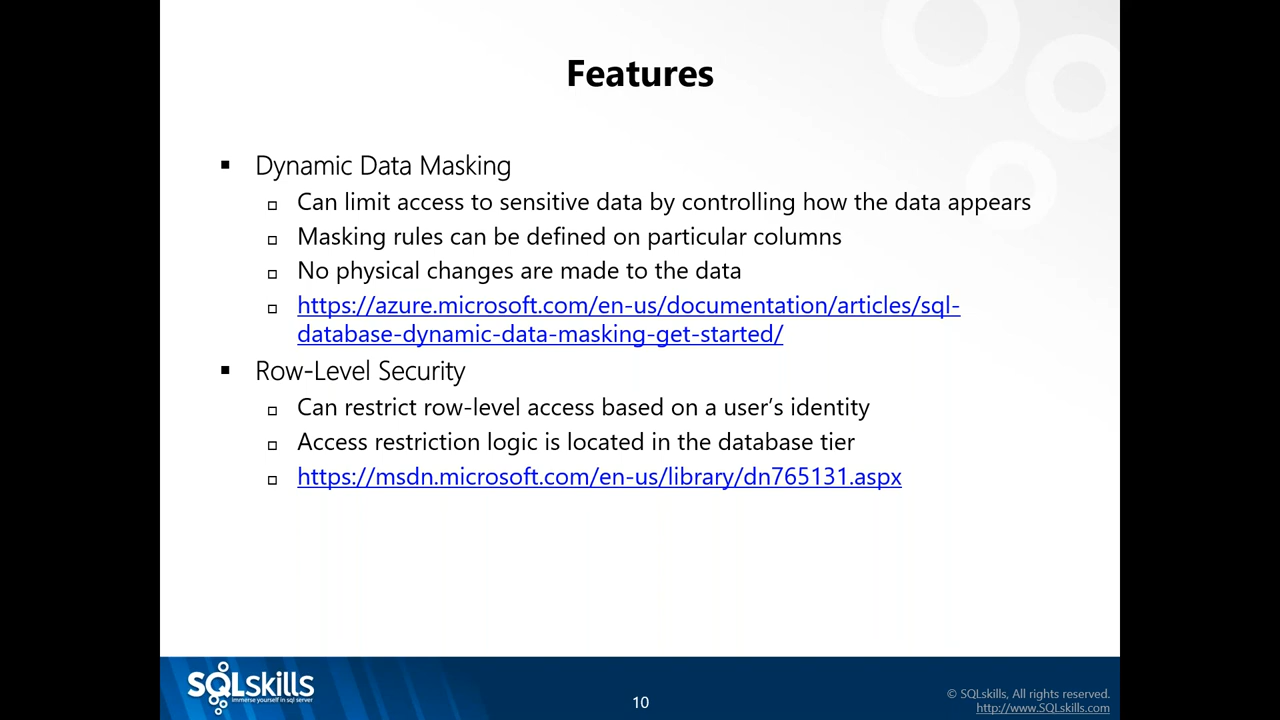 Features
▪ Dynamic Data Masking
▫ Can limit access to sensitive data by controlling how the data appears
▫ Masking rules can be defined on particular columns
▫ No physical changes are made to the data
▫ https://azure.microsoft.com/en-us/documentation/articles/sql-
database-dynamic-data-masking-get-started/
▪ Row-Level Security
▫ Can restrict row-level access based on a user’s identity
▫ Access restriction logic is located in the database tier
▫ https://msdn.microsoft.com/en-us/library/dn765131.aspx
SQLskills
immerse yourself in sql server
10
© SQLskills, All rights reserved.
http://www.SQLskills.com